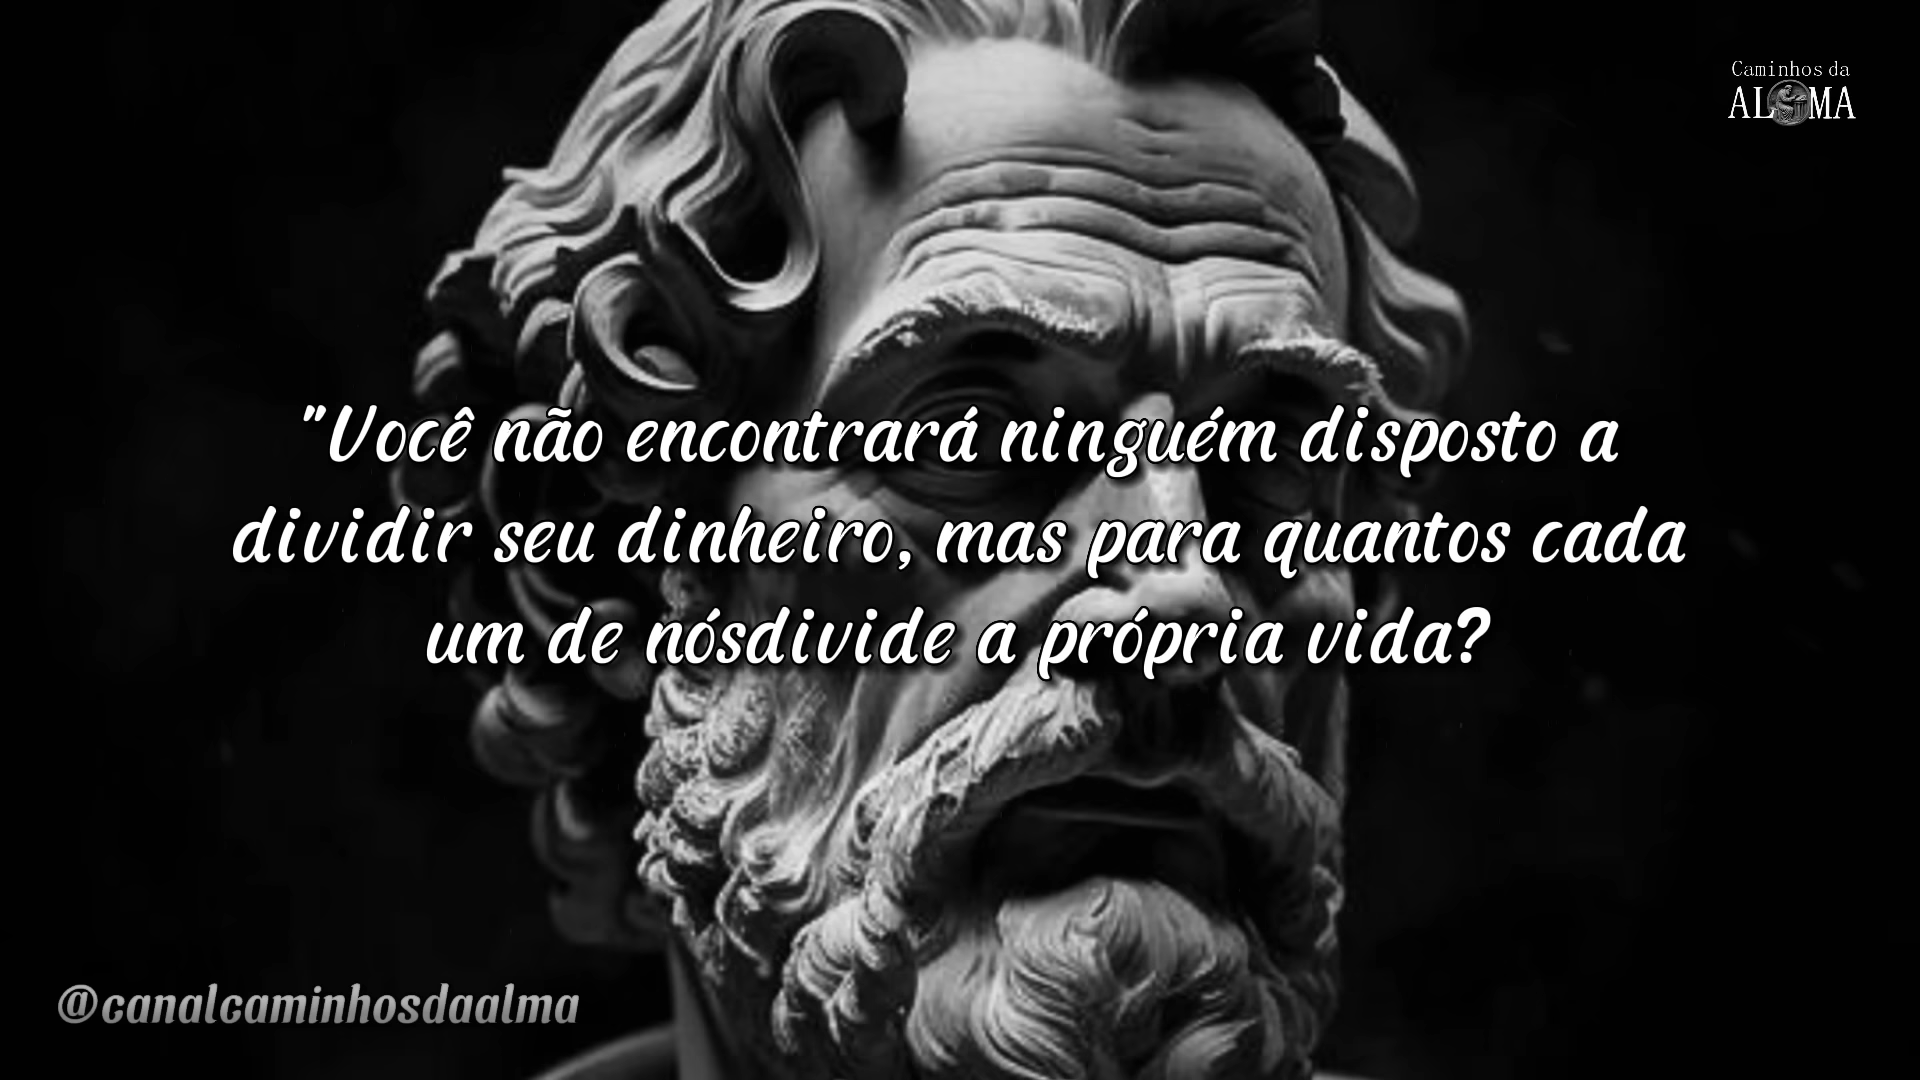 Caminhos da
ALMA
"Você não encontrará ninguém disposto a
dividir seu dinheiro, mas para quantos cada
um de nósdivide a própria vida?
@canalcaminhosdaalma